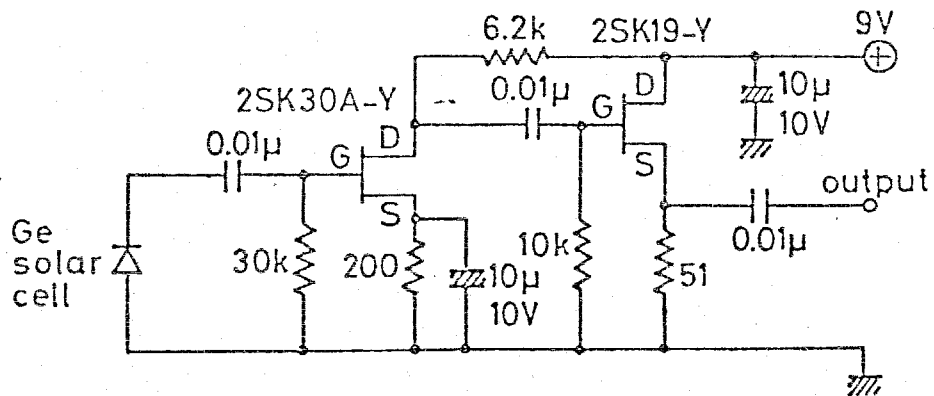 6.2k
2SK19-Y
9V
2SK30A-Y
0.01µ
D
10µ
10V
0.01µ
D
G
G
S
S
output
Ge
solar
cell
30k
200
10µ
10V
10k
51
0.01µ